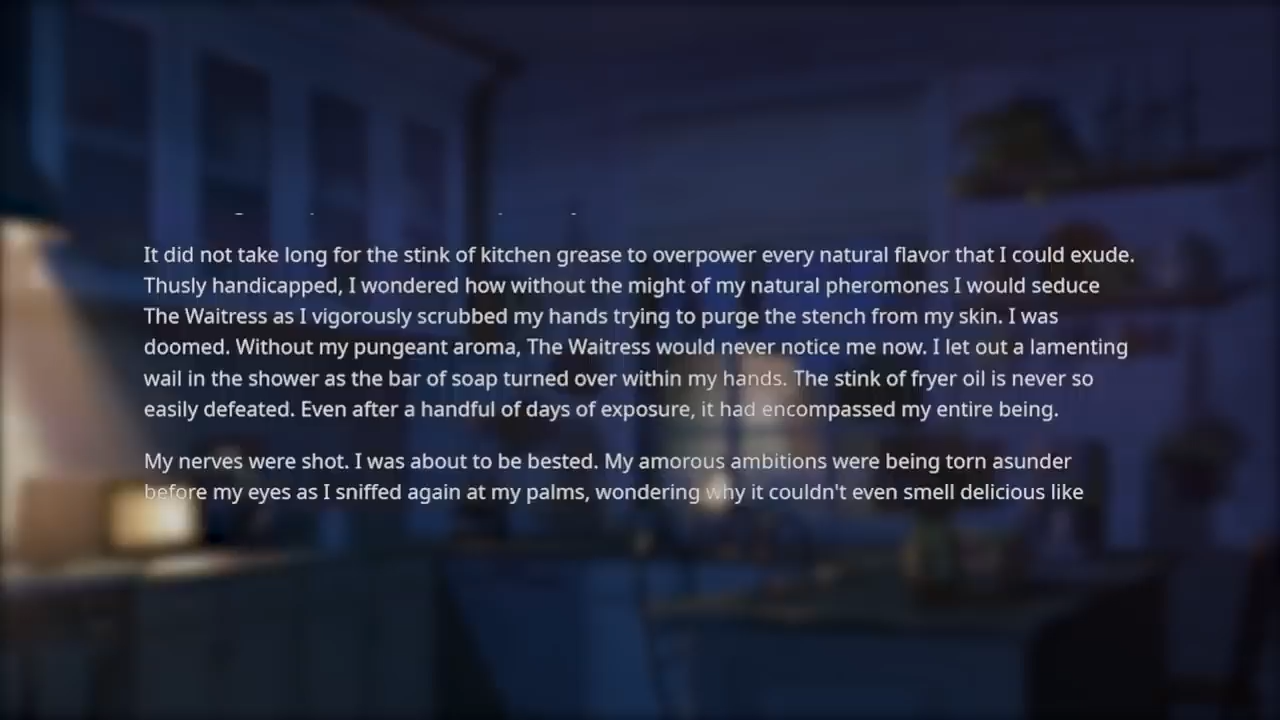 It did not take long for the stink of kitchen grease to overpower every natural flavor that I could exude.
Thusly handicapped, I wondered how without the might of my natural pheromones I would seduce
The Waitress as I vigorously scrubbed my hands trying to purge the stench from my skin. I was
doomed. Without my pungeant aroma, The Waitress would never notice me now. I let out a lamenting
wail in the shower as the bar of soap turned over within my hands. The stink of fryer oil is never so
easily defeated. Even after a handful of days of exposure, it had encompassed my entire being.
My nerves were shot. I was about to be bested. My amorous ambitions were being torn asunder
before my eyes as I sniffed again at my palms, wondering why it couldn't even smell delicious like